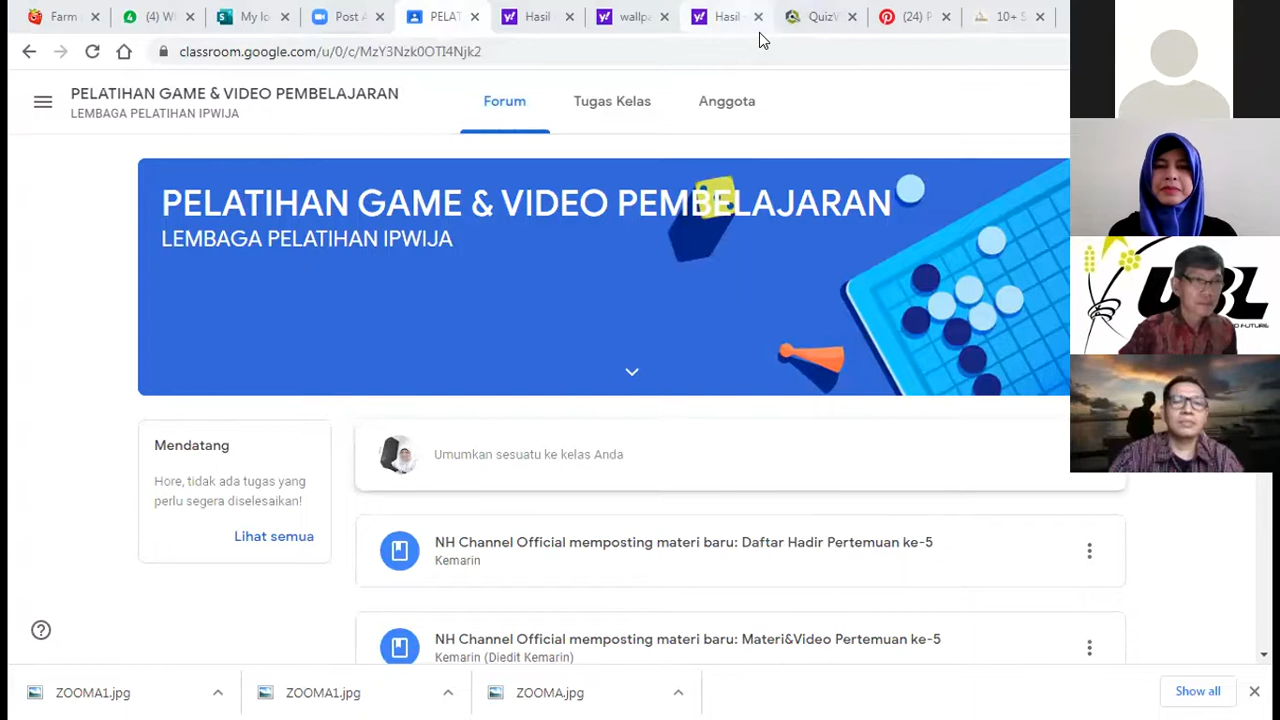 Farm
(4) W
My lo
Post A
PELAT
Hasil
wallp
Hasil
Quiz
(24) P
10+ S
classroom.google.com/u/0/c/MzY3Nzk0OTI4Njk2
PELATIHAN GAME & VIDEO PEMBELAJARAN
LEMBAGA PELATIHAN IPWIJA
Forum
Tugas Kelas
Anggota
PELATIHAN GAME & VIDEO PEMBELAJARAN
LEMBAGA PELATIHAN IPWIJA
Mendatang
Hore, tidak ada tugas yang
perlu segera diselesaikan!
Lihat semua
Umumkan sesuatu ke kelas Anda
NH Channel Official memposting materi baru: Daftar Hadir Pertemuan ke-5
Kemarin
NH Channel Official memposting materi baru: Materi&Video Pertemuan ke-5
Kemarin (Diedit Kemarin)
ZOOMA1.jpg
ZOOMA1.jpg
ZOOMA.jpg
Show all